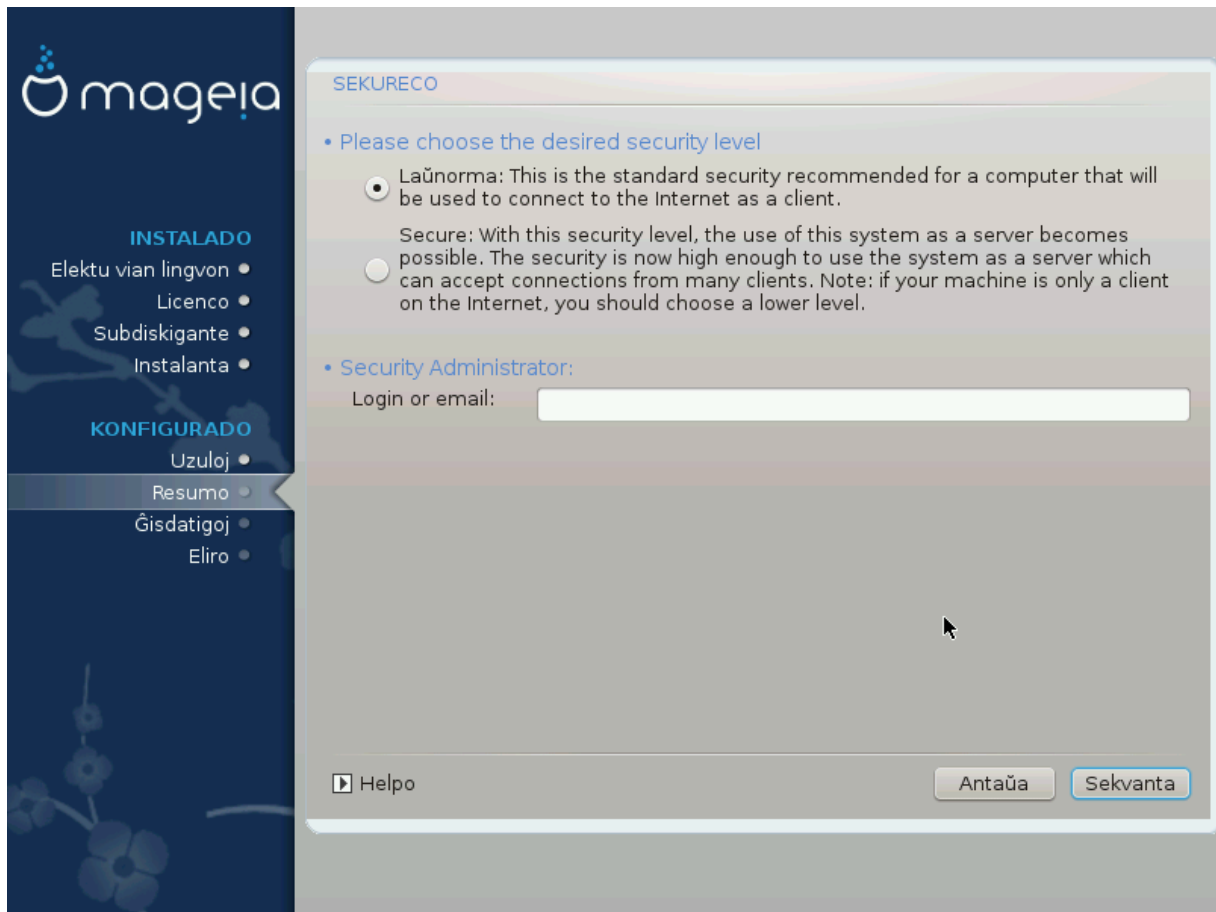 mageia
INSTALADO
Elektu vian lingvon
Licenco
Subdiskigante
Instalanta
KONFIGURADO
Uzuloj
Resumo
Ĝisdatigoj
Eliro
SEKURECO
• Please choose the desired security level
Laŭnorma: This is the standard security recommended for a computer that will
be used to connect to the Internet as a client.
Secure: With this security level, the use of this system as a server becomes
possible. The security is now high enough to use the system as a server which
can accept connections from many clients. Note: if your machine is only a client
on the Internet, you should choose a lower level.
• Security Administrator:
Login or email:
Helpo
Antaŭa
Sekvanta